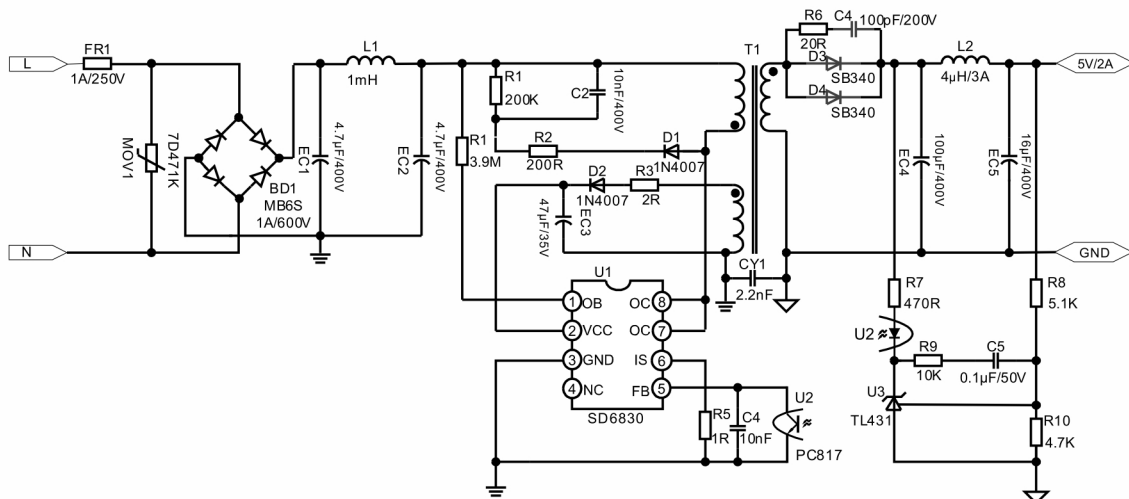 L
FR1
1A/250V
MOV1
7D471K
BD1
MB6S
1A/600V
N
EC1
4.7μF/400V
L1
1mH
EC2
4.7μF/400V
R1
200K
C2
10nF/400V
R1
3.9M
R2
200R
D1
1N4007
D2
1N4007
R3
2R
EC3
47μF/35V
T1
CY1
2.2nF
R6
20R
C4
100pF/200V
D3
SB340
D4
SB340
L2
4μH/3A
5V/2A
EC4
100μF/400V
EC5
16μF/400V
GND
U1
1
OB
2
VCC
3
GND
4
NC
OC
8
OC
7
IS
6
FB
5
SD6830
R5
1R
C4
10nF
U2
PC817
R7
470R
U2
R9
10K
C5
0.1μF/50V
U3
TL431
R8
5.1K
R10
4.7K